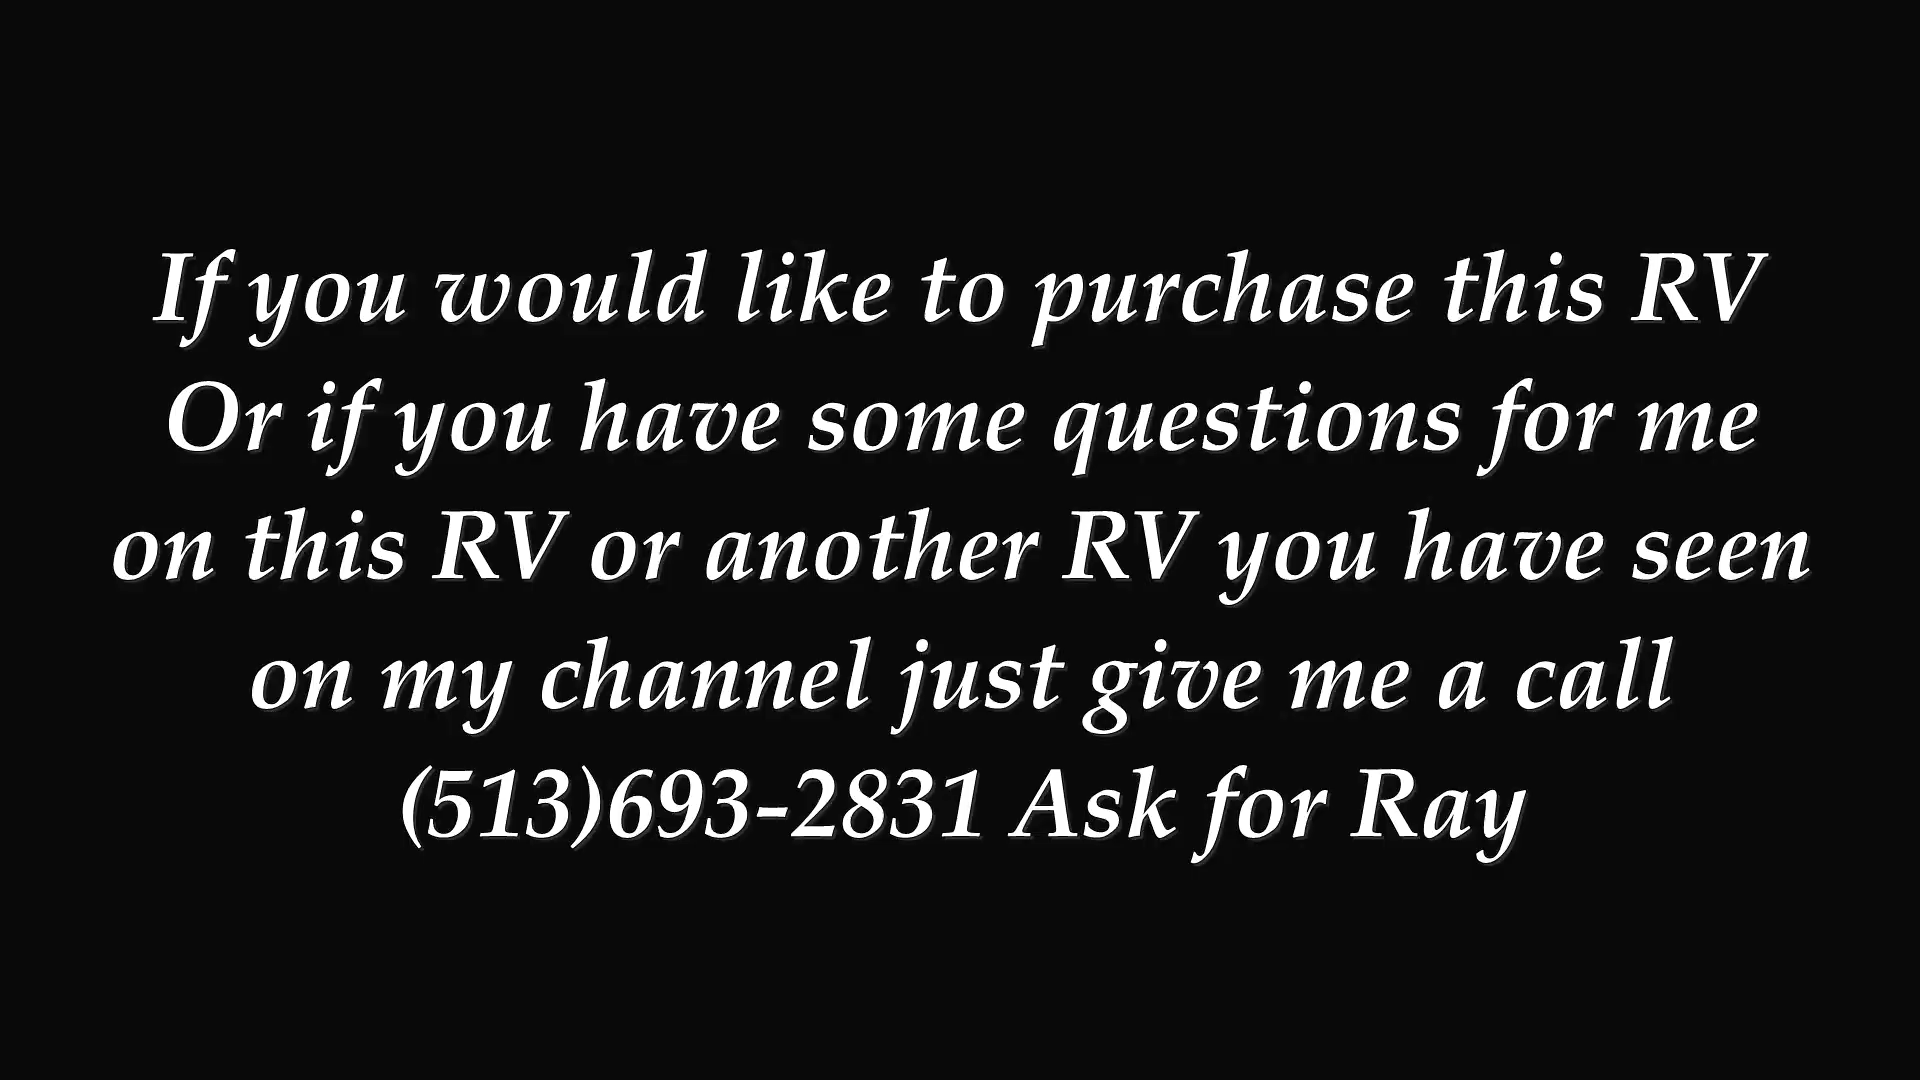 If you would like to purchase this RV
Or if you have some questions for me
on this RV or another RV you have seen
on my channel just give me a call
(513)693-2831 Ask for Ray